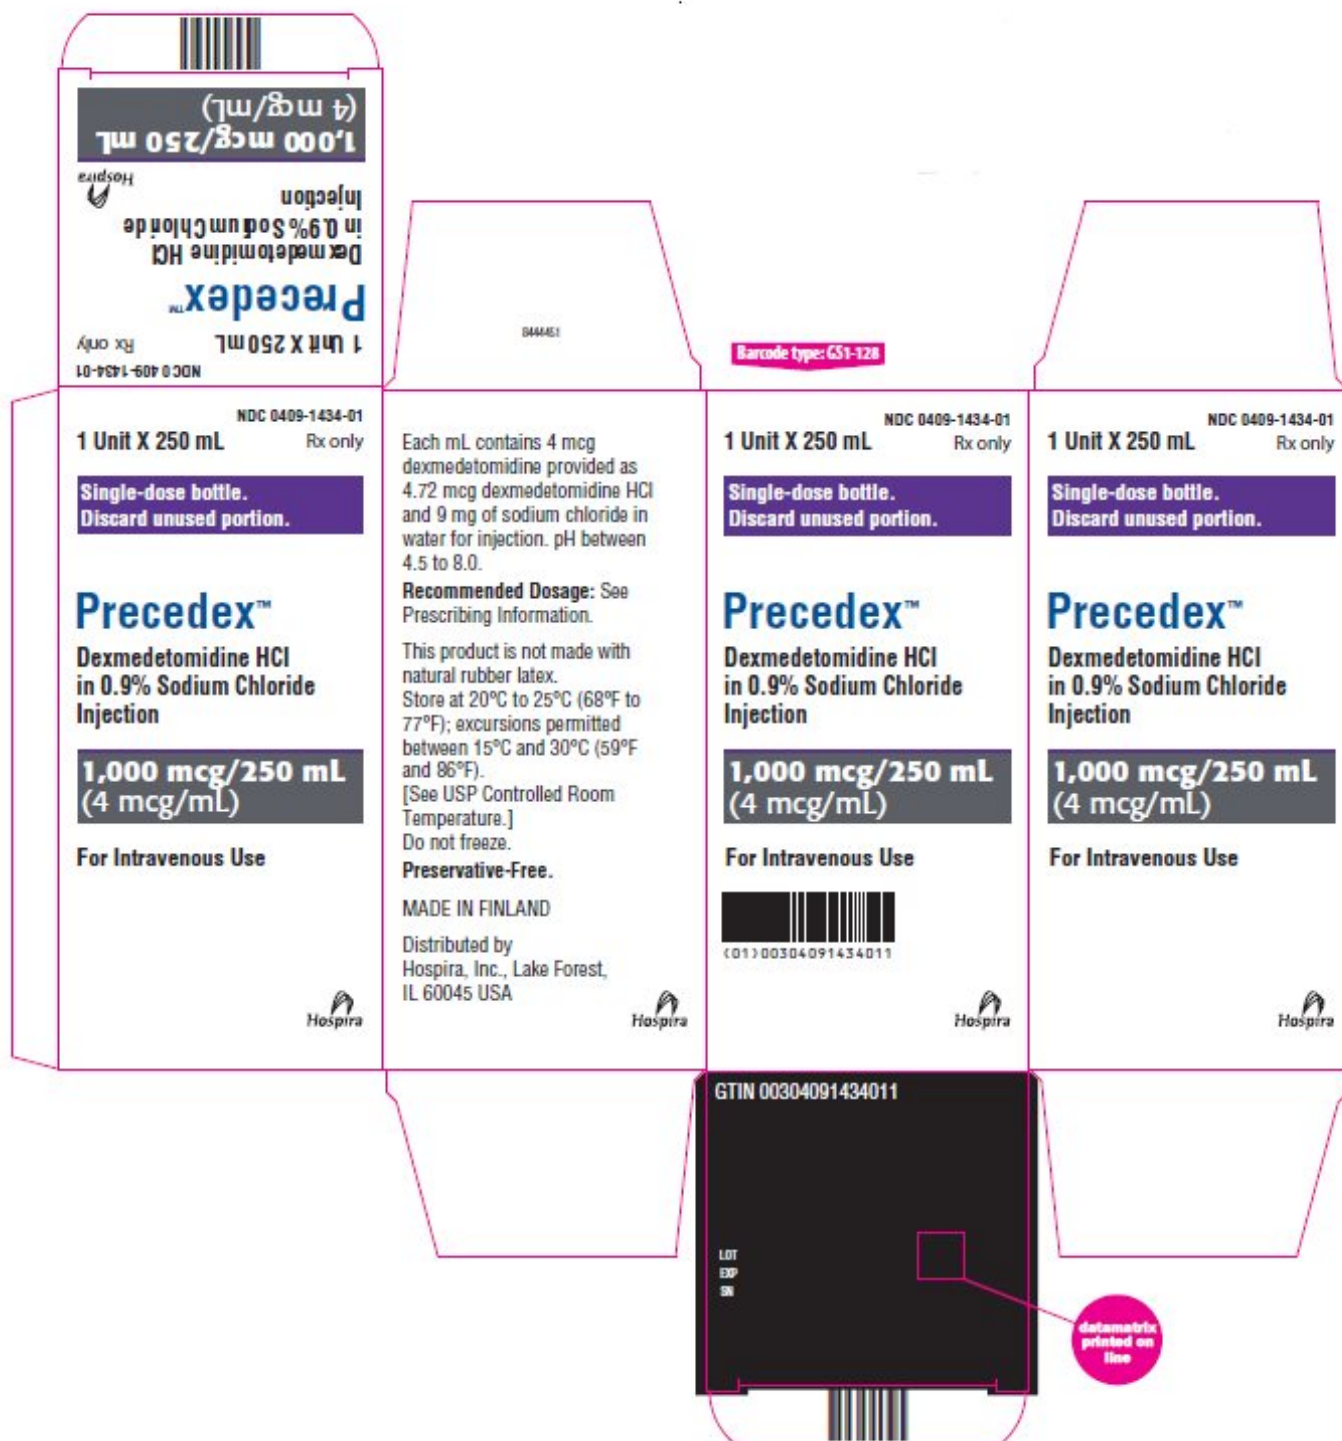 1,000 mcg/250 mL
(4 mcg/mL)
Hospira
Precedex™
Dexmedetomidine HCl
in 0.9% Sodium Chloride
Injection
NDC 0409-1434-01
1 Unit X 250 mL Rx only
8444451
Barcode type: GS1-128
NDC 0409-1434-01
1 Unit X 250 mL Rx only
Single-dose bottle.
Discard unused portion.
Precedex™
Dexmedetomidine HCl
in 0.9% Sodium Chloride
Injection
1,000 mcg/250 mL
(4 mcg/mL)
For Intravenous Use
Hospira
Each mL contains 4 mcg
dexmedetomidine provided as
4.72 mcg dexmedetomidine HCl
and 9 mg of sodium chloride in
water for injection. pH between
4.5 to 8.0.
Recommended Dosage: See
Prescribing Information.
This product is not made with
natural rubber latex.
Store at 20ºC to 25ºC (68ºF to
77ºF); excursions permitted
between 15ºC and 30ºC (59ºF
and 86ºF).
[See USP Controlled Room
Temperature.]
Do not freeze.
Preservative-Free.
MADE IN FINLAND
Distributed by
Hospira, Inc., Lake Forest,
IL 60045 USA
Hospira
NDC 0409-1434-01
1 Unit X 250 mL Rx only
Single-dose bottle.
Discard unused portion.
Precedex™
Dexmedetomidine HCl
in 0.9% Sodium Chloride
Injection
1,000 mcg/250 mL
(4 mcg/mL)
For Intravenous Use
(01)00304091434011
Hospira
NDC 0409-1434-01
1 Unit X 250 mL Rx only
Single-dose bottle.
Discard unused portion.
Precedex™
Dexmedetomidine HCl
in 0.9% Sodium Chloride
Injection
1,000 mcg/250 mL
(4 mcg/mL)
For Intravenous Use
Hospira
GTIN 00304091434011
LOT
EXP
SN
datamatrix
printed on
line